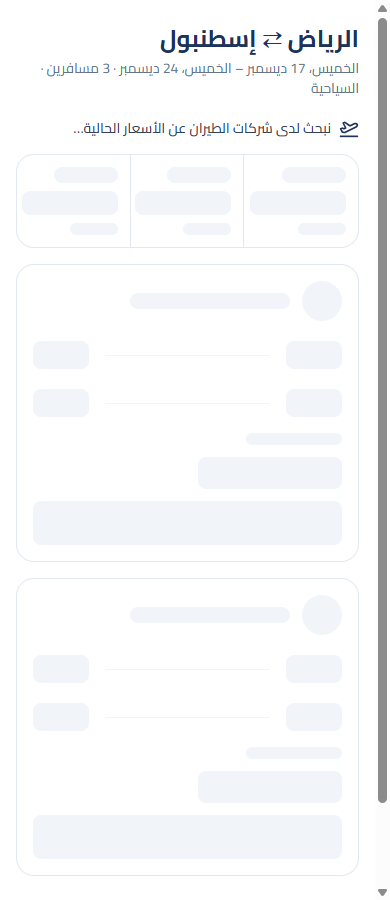 الرياض ⇄ إسطنبول
الخميس، 17 ديسمبر – الخميس، 24 ديسمبر · 3 مسافرين ·
السياحية
نبحث لدى شركات الطيران عن الأسعار الحالية...